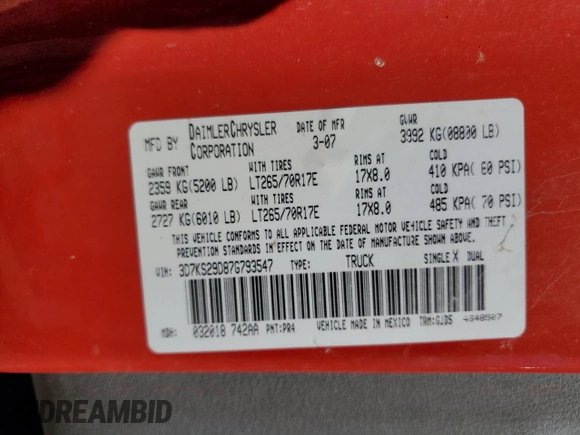 MFD BY DAIMLERCHRYSLER CORPORATION DATE OF MFR 3-07 GVWR 3992 KG(08800 LB)
GAWR FRONT WITH TIRES RIMS AT COLD
2359 KG(5200 LB) LT265/70R17E 17X8.0 410 KPA( 60 PSI)
GAWR REAR WITH TIRES RIMS AT COLD
2727 KG(6010 LB) LT265/70R17E 17X8.0 485 KPA( 70 PSI)
THIS VEHICLE CONFORMS TO ALL APPLICABLE FEDERAL MOTOR VEHICLE SAFETY AND THEFT
PREVENTION STANDARDS IN EFFECT ON THE DATE OF MANUFACTURE SHOWN ABOVE.
VIN: 3D7KS29D87G793547 TYPE: TRUCK SINGLE X DUAL
MDH: 032018 742AA PNT:PR4 VEHICLE MADE IN MEXICO TRM:GJDS 4648507
DREAMBID